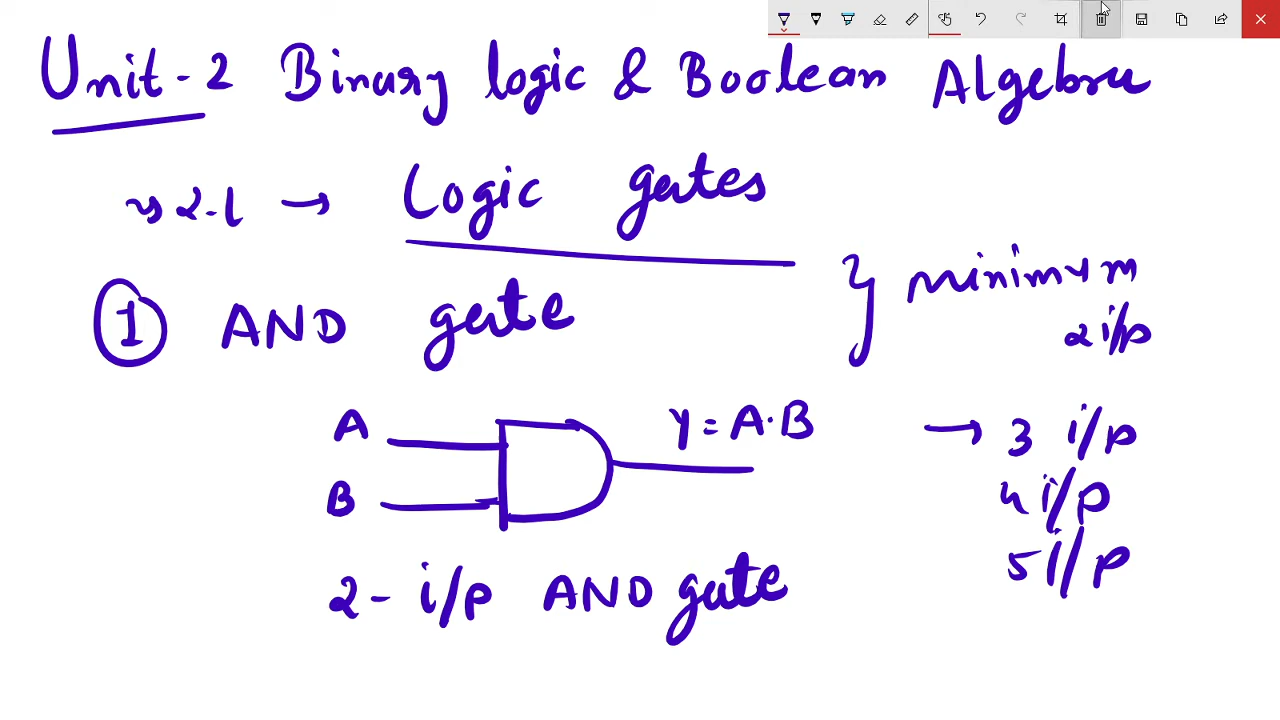 Unit-2 Binary logic & Boolean Algebra
→ 2.1 → Logic gates
① AND gate } minimum
2 i/p
A
B
Y = A·B
→ 3 i/p
4 i/p
5 i/p
2- i/p AND gate